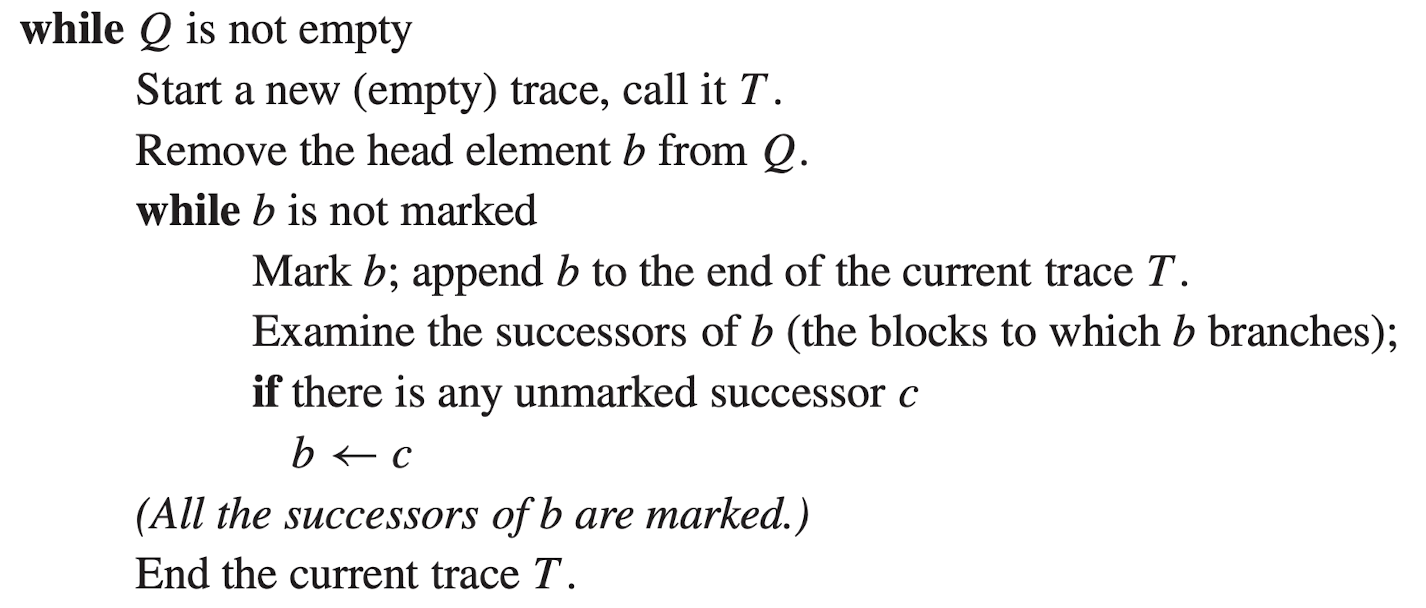 while Q is not empty
Start a new (empty) trace, call it T.
Remove the head element b from Q.
while b is not marked
Mark b; append b to the end of the current trace T.
Examine the successors of b (the blocks to which b branches);
if there is any unmarked successor c
b ← c
(All the successors of b are marked.)
End the current trace T.